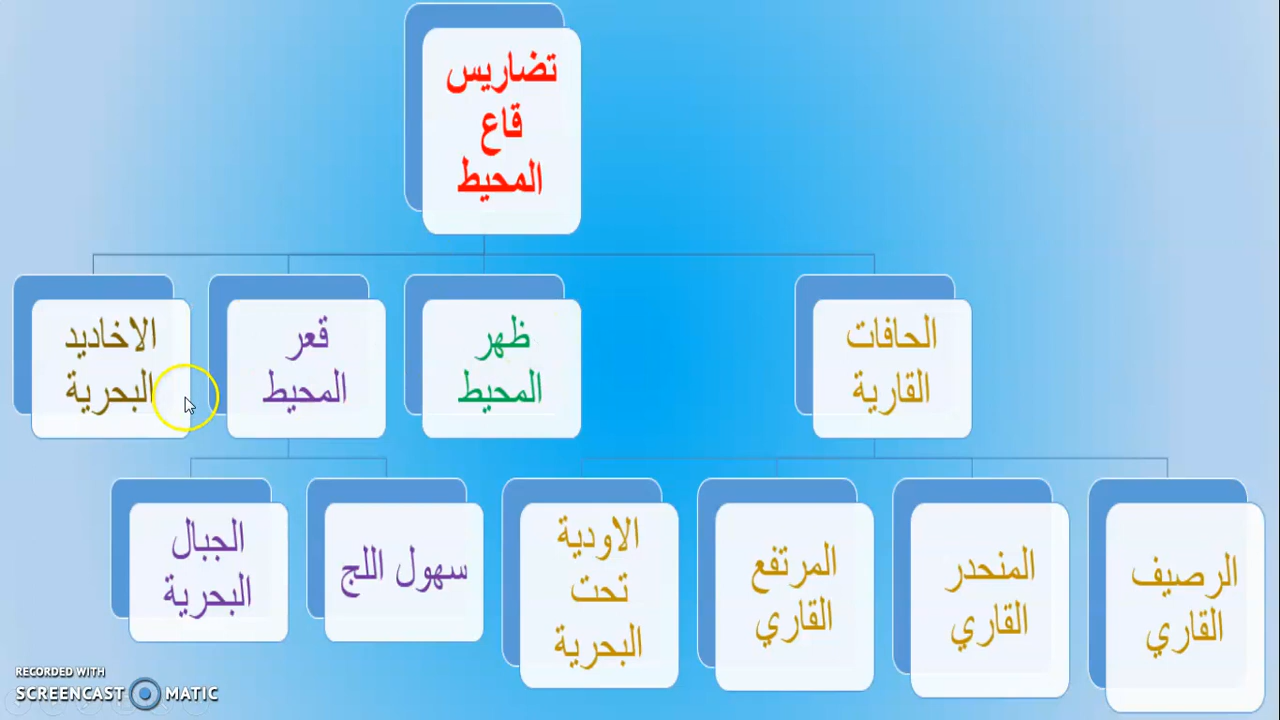 تضاريس
قاع
المحيط
الحافات
القارية
ظهر
المحيط
قعر
المحيط
الاخاديد
البحرية
الرصيف
القاري
المنحدر
القاري
المرتفع
القاري
الاودية
تحت
البحرية
سهول اللج
الجبال
البحرية
RECORDED WITH
SCREENCAST MATIC